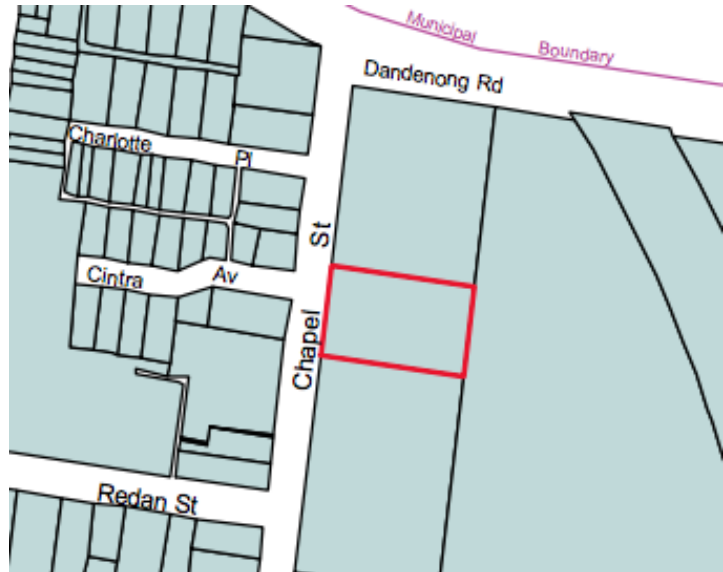 Municipal Boundary
Dandenong Rd
Charlotte Pl
Cintra Av
Chapel St
Redan St